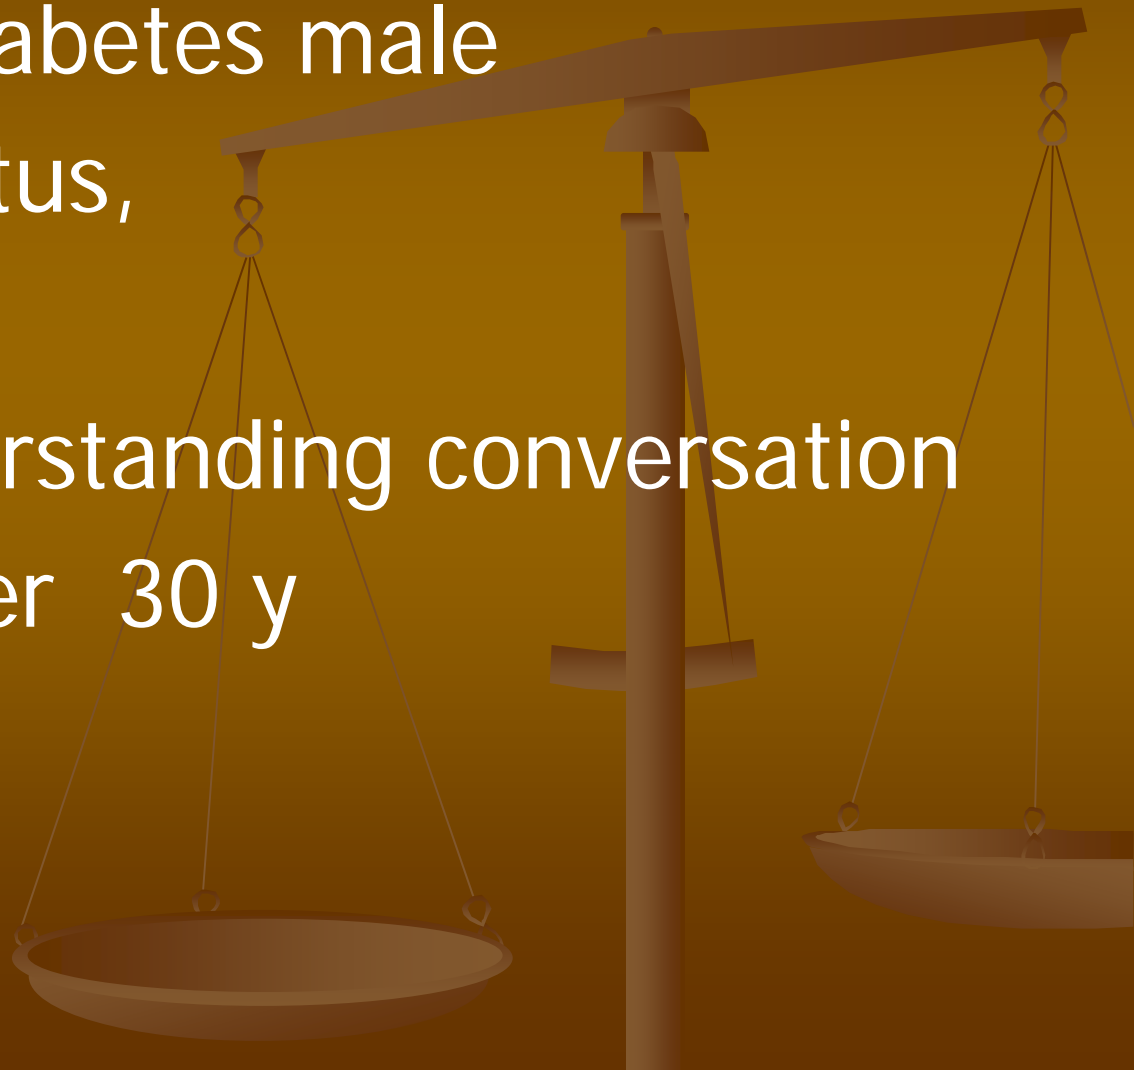 abetes male
tus,
rstanding conversation
er 30 y